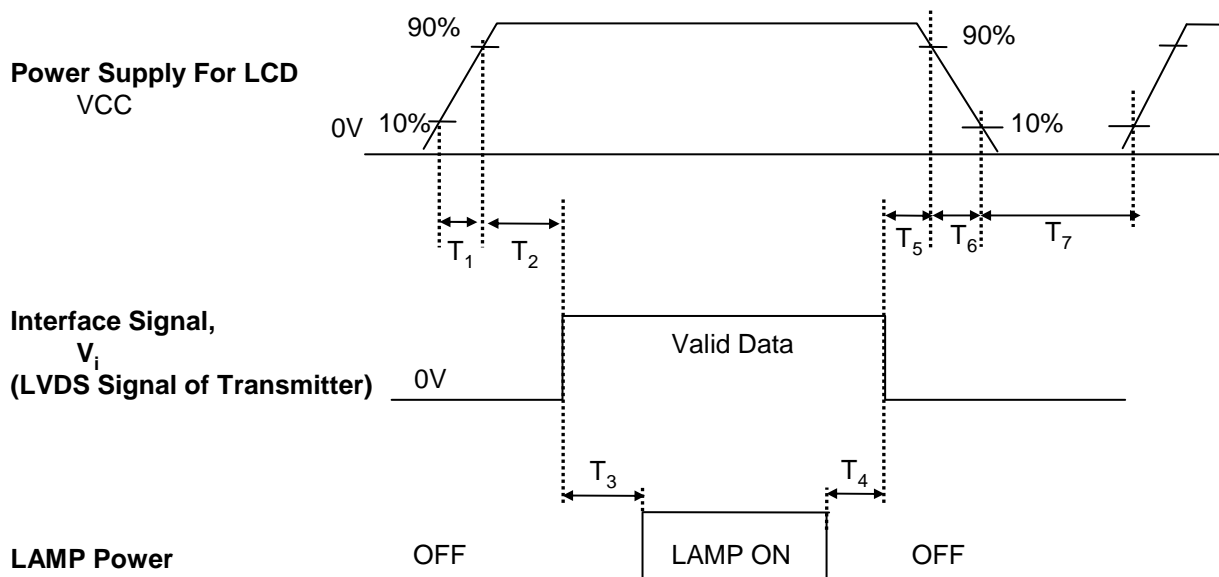 90%
90%
Power Supply For LCD
VCC
0V
10%
10%
T1
T2
T5
T6
T7
Interface Signal,
Vi
(LVDS Signal of Transmitter)
0V
Valid Data
T3
T4
LAMP Power
OFF
LAMP ON
OFF